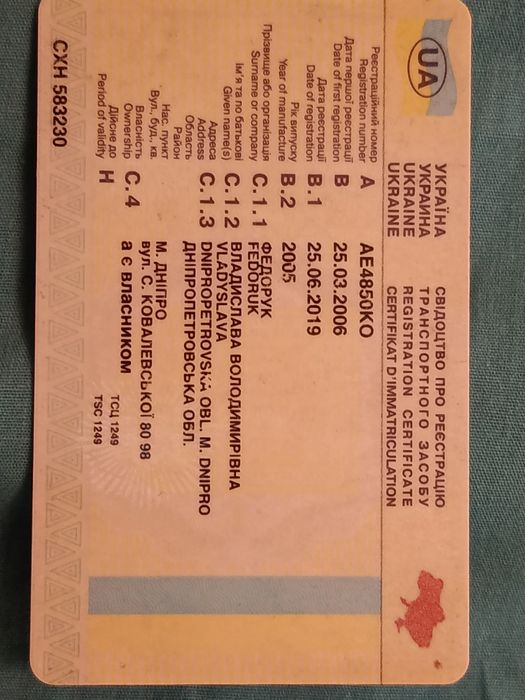 UA
УКРАЇНА СВІДОЦТВО ПРО РЕЄСТРАЦІЮ
УКРАИНА ТРАНСПОРТНОГО ЗАСОБУ
UKRAINE REGISTRATION CERTIFICATE
UKRAINE CERTIFIKAT D'IMMATRICULATION
Реєстраційний номер
Registration number A AE4850KO
Дата першої реєстрації
Date of first registration B 25.03.2006
Дата реєстрації
Date of registration B.1 25.06.2019
Рік випуску
Year of manufacture B.2 2005
Прізвище або організація C.1.1 ФЕДОРУК
Surname or company FEDORUK
Ім'я та по батькові C.1.2 ВЛАДИСЛАВА ВОЛОДИМИРІВНА
Given name(s) VLADYSLAVA
Адреса C.1.3 DNIPROPETROVSKA OBL. M. DNIPRO
Address
Область ДНІПРОПЕТРОВСЬКА ОБЛ.
Район
Нас. пункт М. ДНІПРО
Вул., буд., кв. вул. С. КОВАЛЕВСЬКОЇ 80 98
Власність C.4 а є власником
Ownership
Дійсне до ТСЦ 1249
Period of validity H TSC 1249
СХН 583230